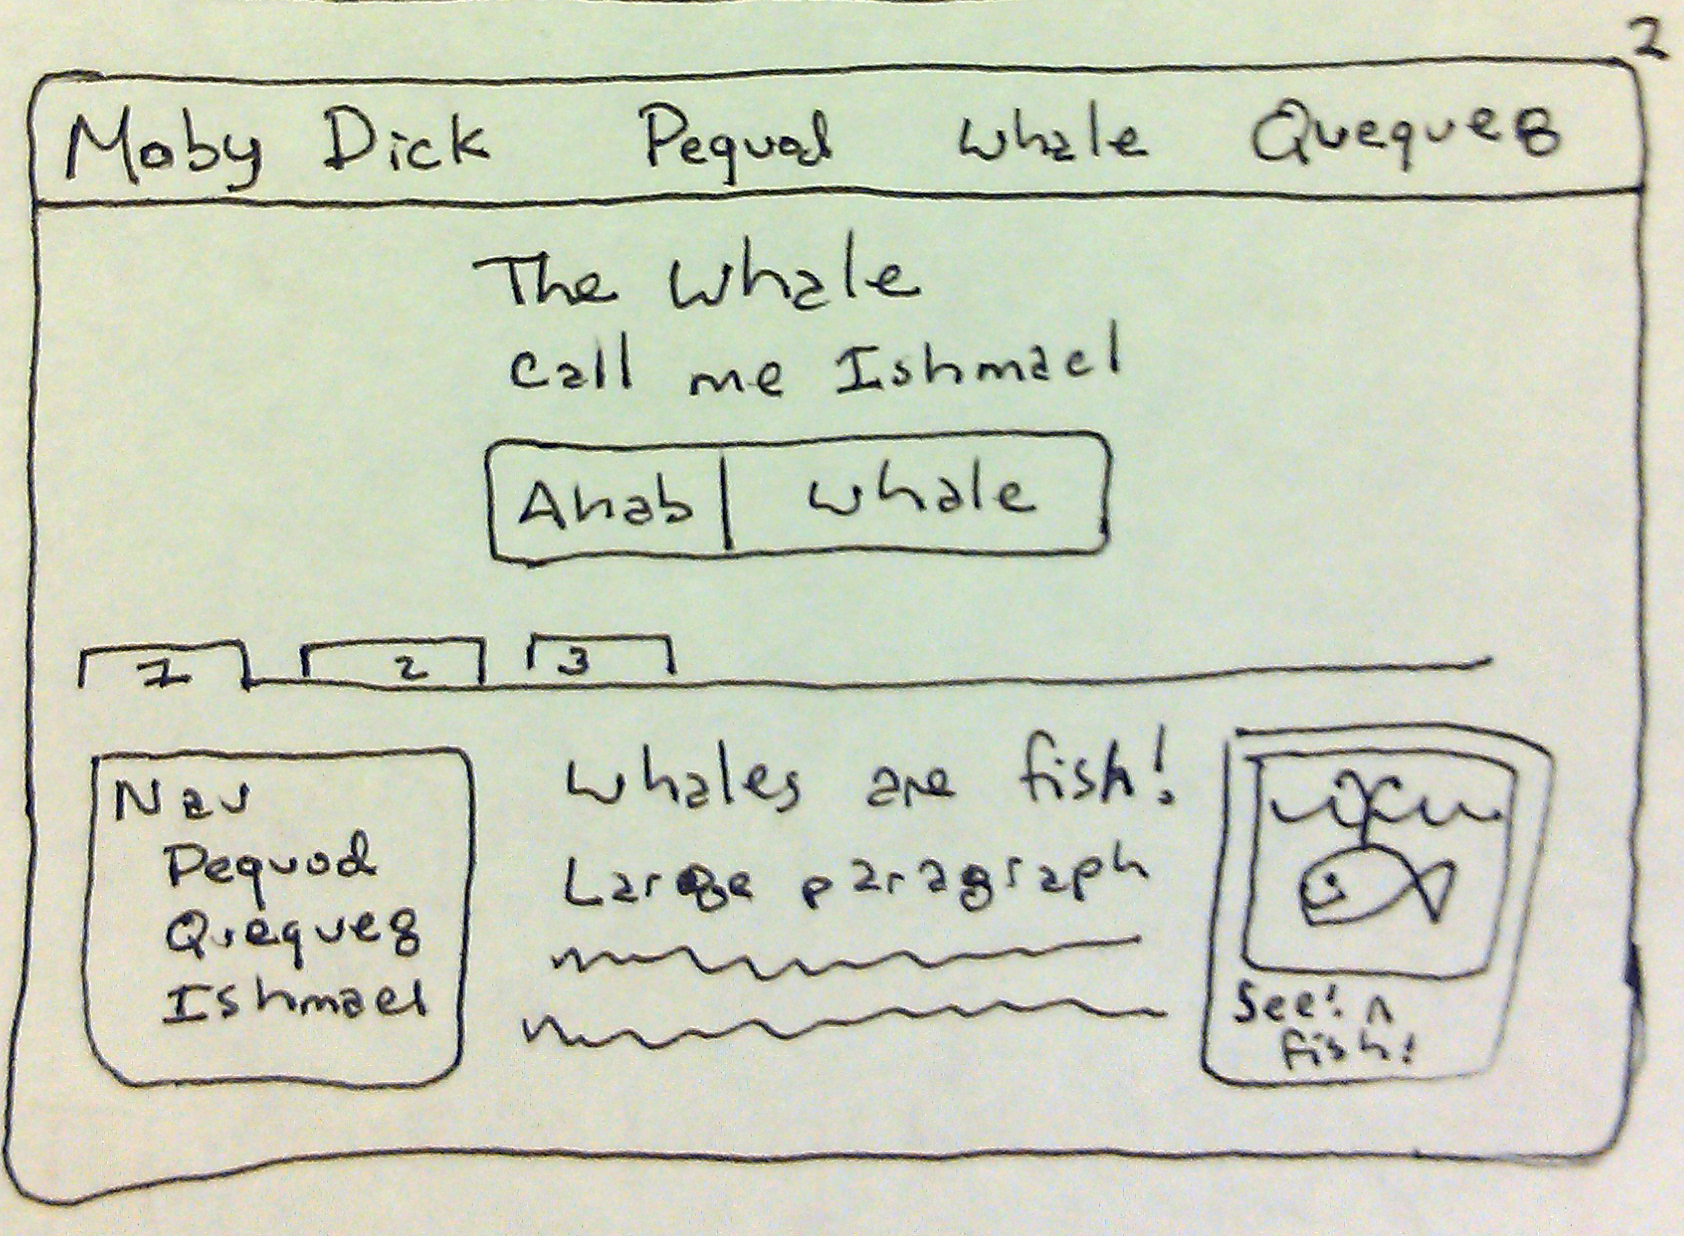 2
Moby Dick Pequod Whale Queequeg
The Whale
Call me Ishmael
Ahab | Whale
1 2 3
Nav
Pequod
Quequeg
Ishmael
Whales are fish!
Large paragraph
See! A
fish!